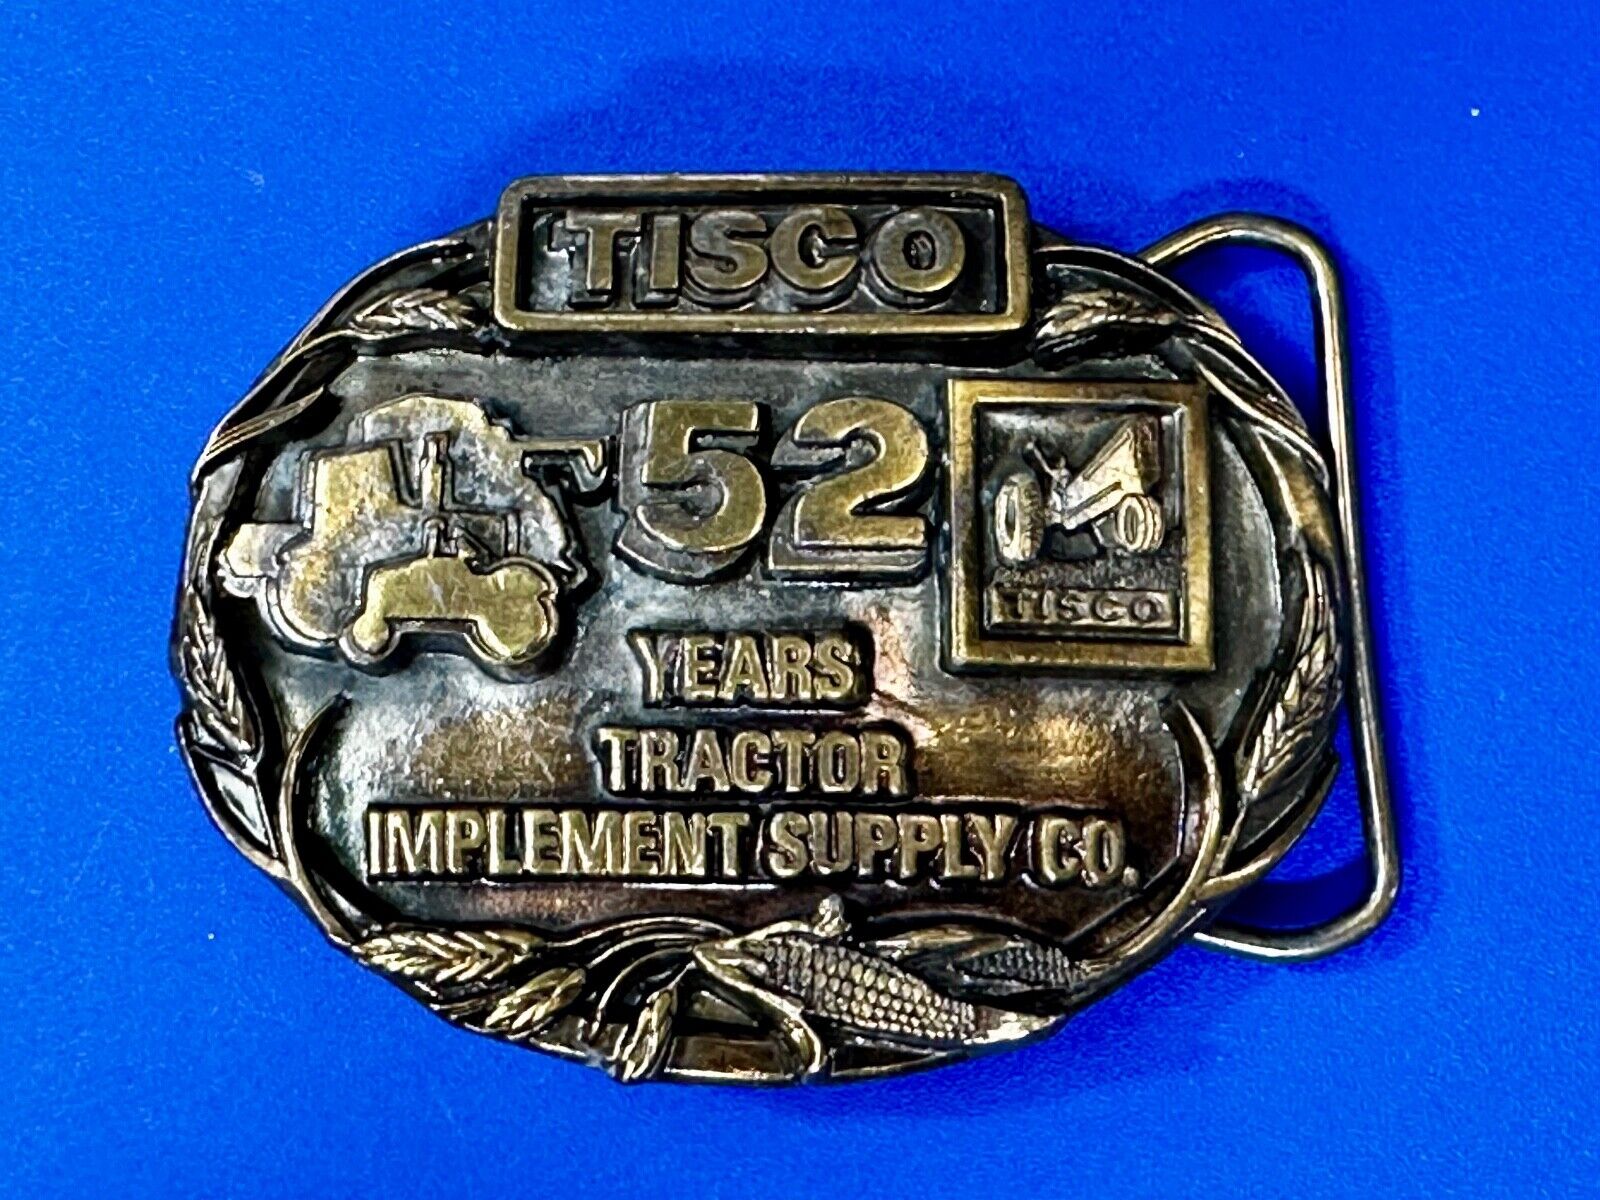 TISCO
52
TISCO
YEARS
TRACTOR
IMPLEMENT SUPPLY CO.